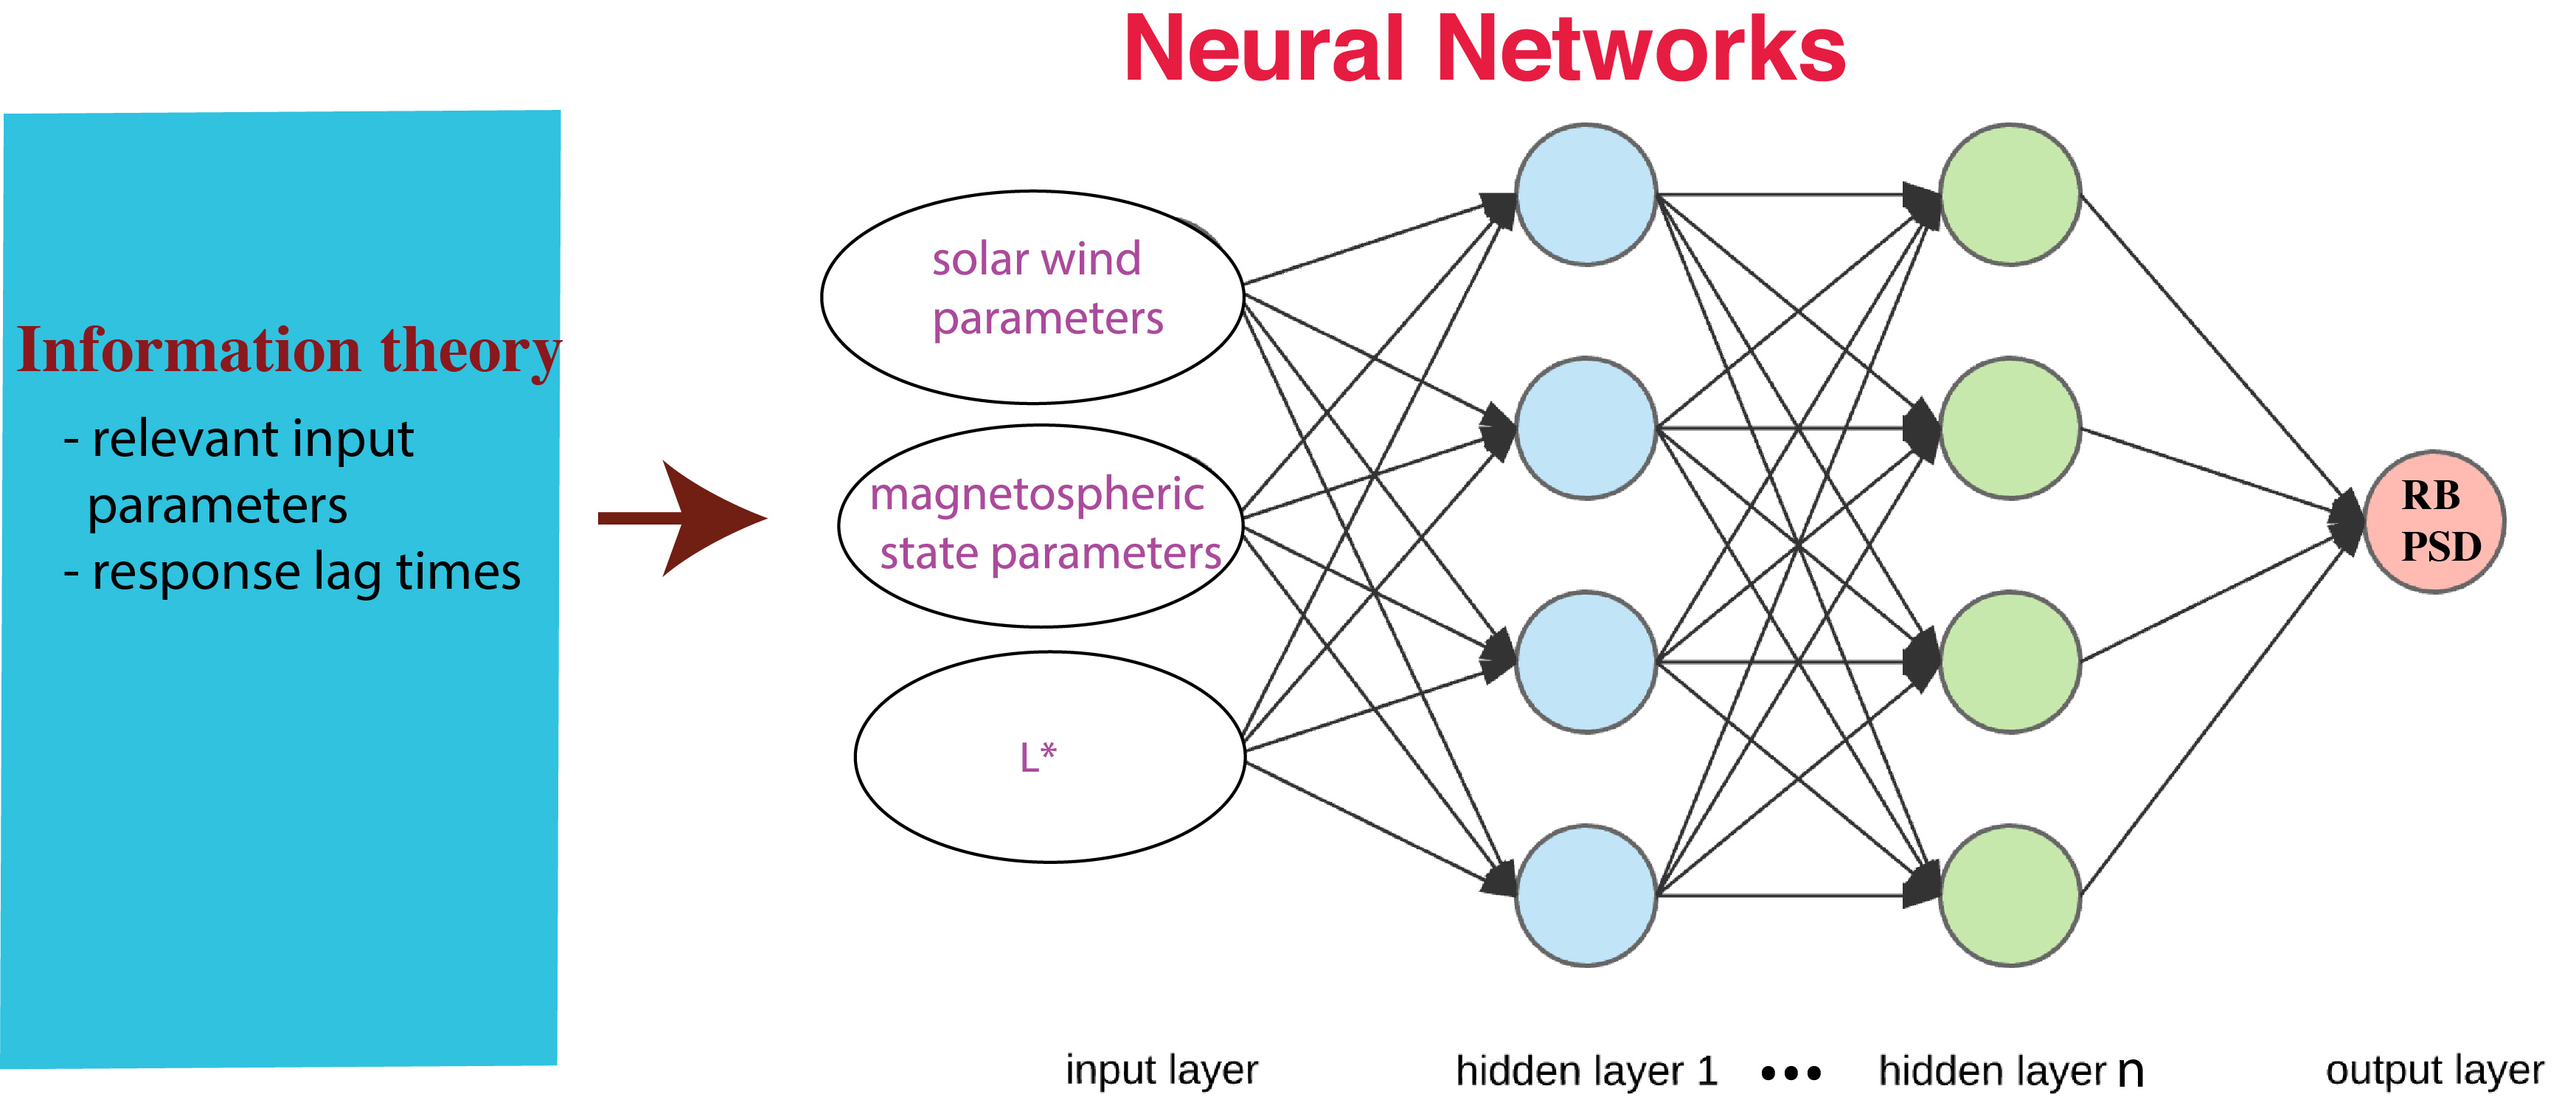 Neural Networks
Information theory
- relevant input
parameters
- response lag times
solar wind
parameters
magnetospheric
state parameters
L*
RB
PSD
input layer
hidden layer 1 ••• hidden layer n
output layer